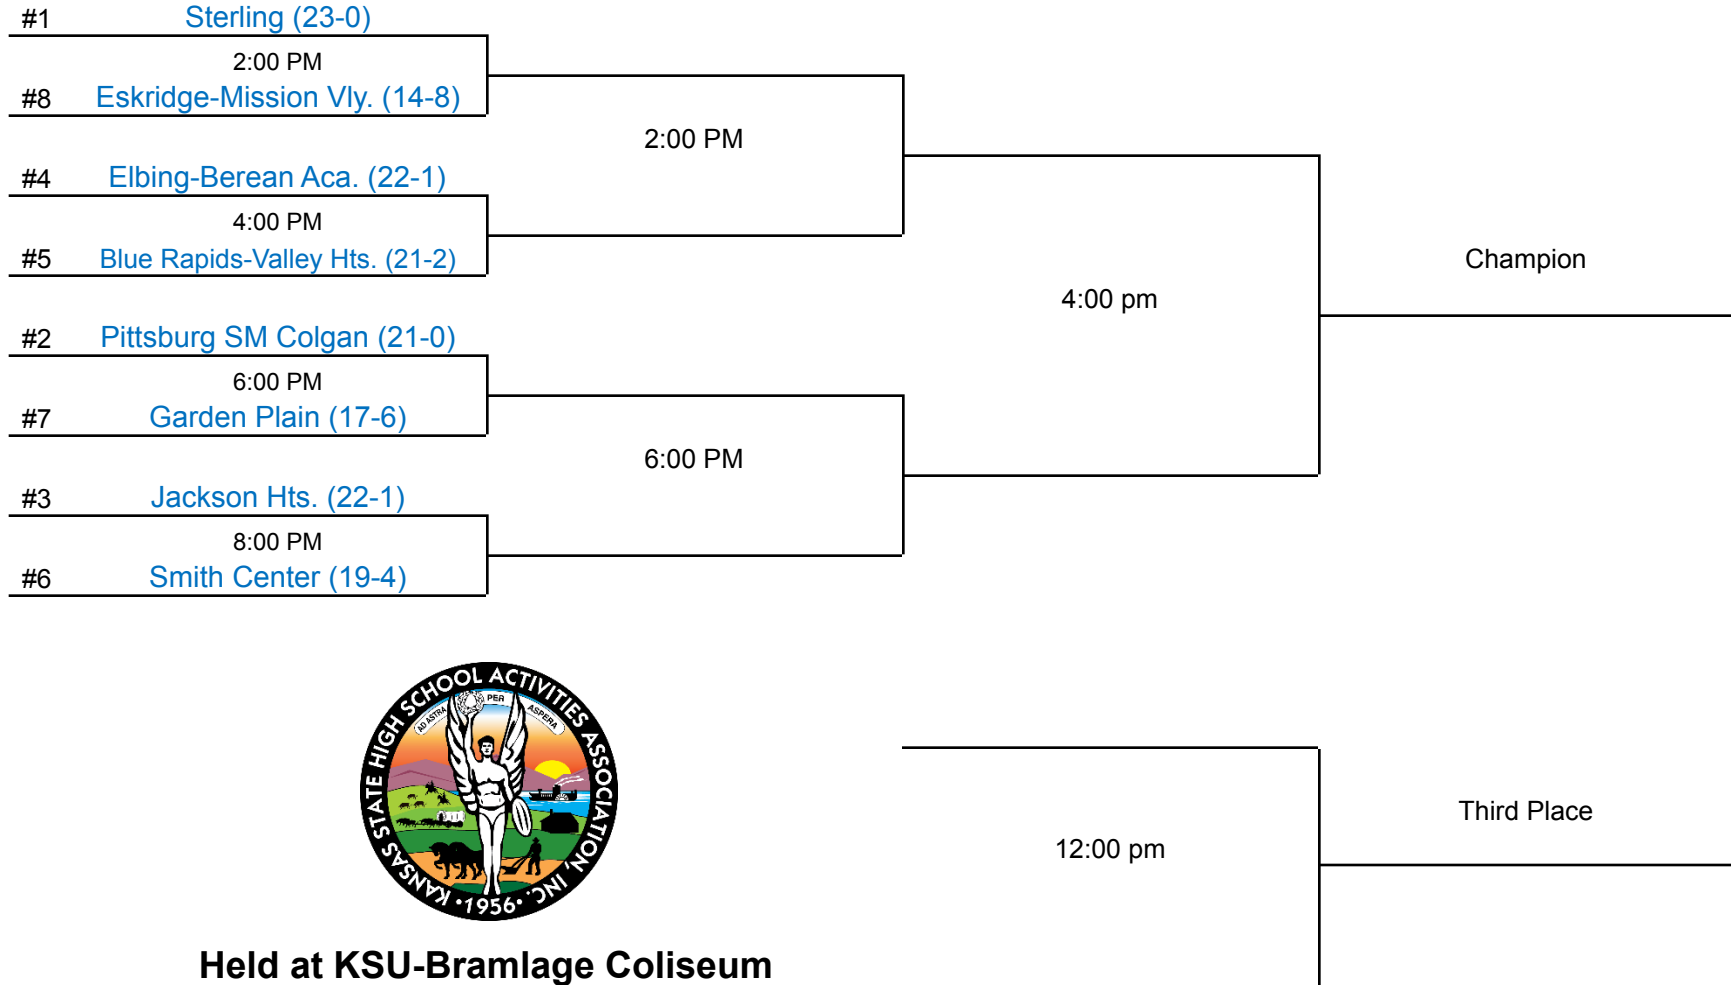 #1 Sterling (23-0)
2:00 PM
#8 Eskridge-Mission Vly. (14-8)
2:00 PM
#4 Elbing-Berean Aca. (22-1)
4:00 PM
#5 Blue Rapids-Valley Hts. (21-2)
Champion
4:00 pm
#2 Pittsburg SM Colgan (21-0)
6:00 PM
#7 Garden Plain (17-6)
6:00 PM
#3 Jackson Hts. (22-1)
8:00 PM
#6 Smith Center (19-4)
KANSAS STATE HIGH SCHOOL ACTIVITIES ASSOCIATION, INC.
AD ASTRA PER ASPERA
•1956•
Third Place
12:00 pm
Held at KSU-Bramlage Coliseum